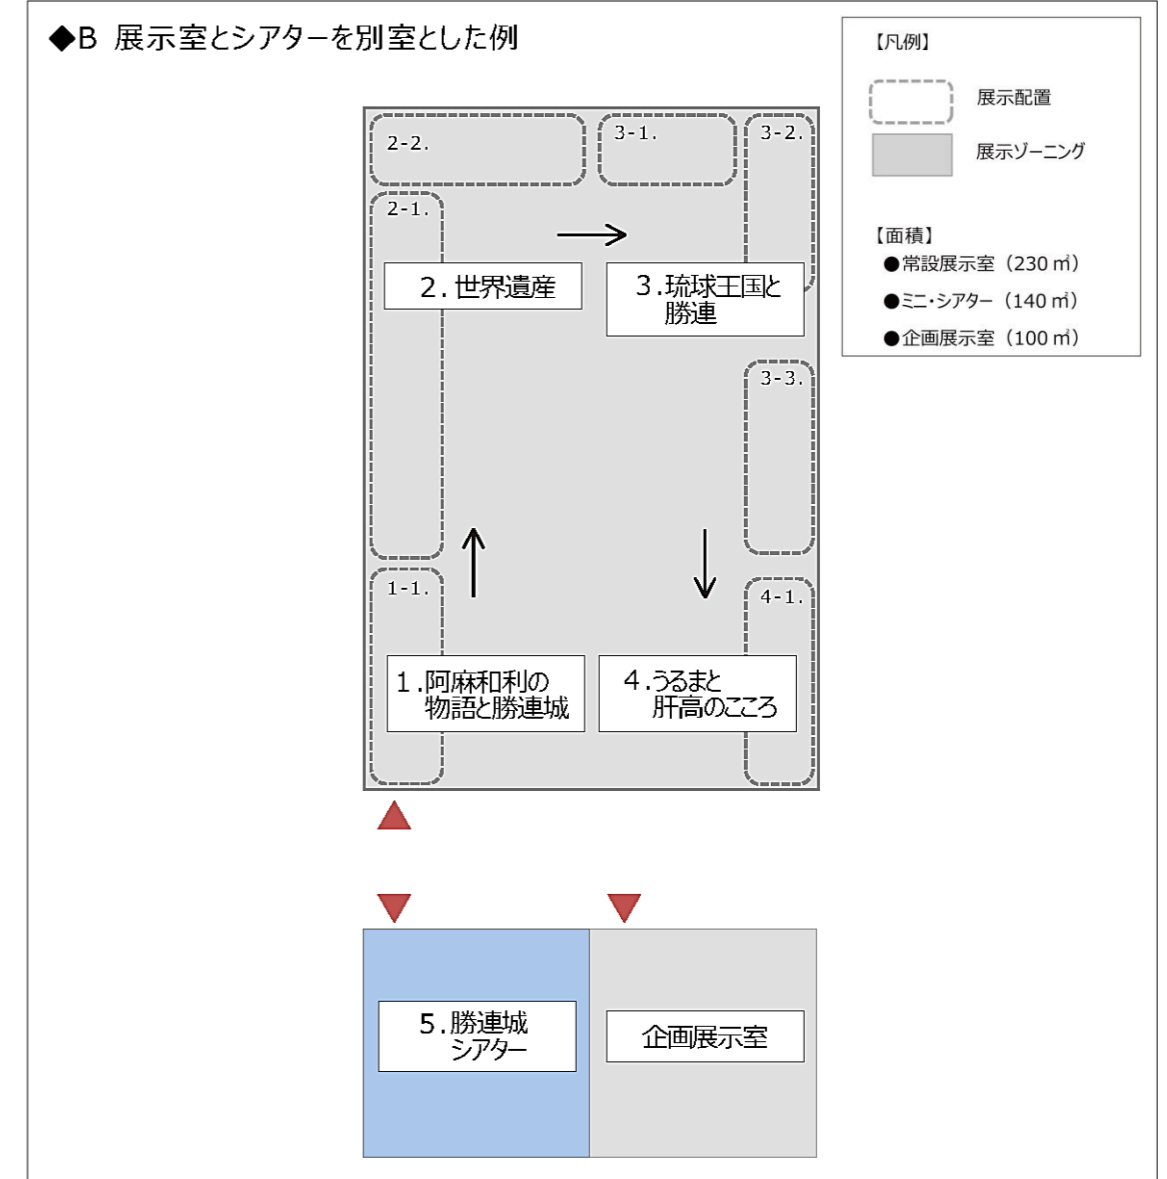 ◆B 展示室とシアターを別室とした例
【凡例】
展示配置
展示ゾーニング
【面積】
●常設展示室（230㎡）
●ミニ・シアター（140㎡）
●企画展示室（100㎡）
2-2.
3-1.
3-2.
2-1.
2.世界遺産
3.琉球王国と
勝連
3-3.
1-1.
4-1.
1.阿麻和利の
物語と勝連城
4.うるまと
肝高のこころ
5.勝連城
シアター
企画展示室